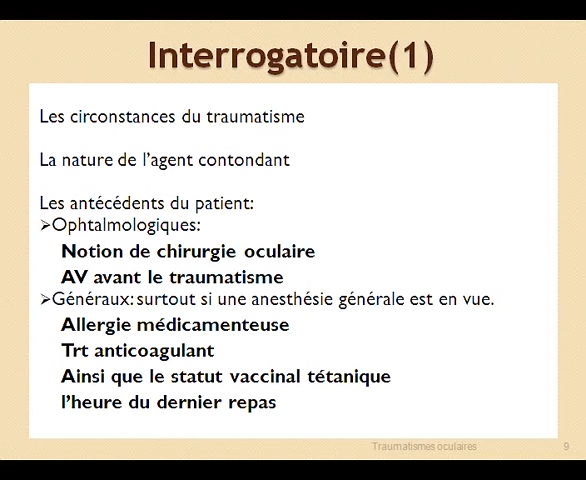 Interrogatoire(1)
Les circonstances du traumatisme
La nature de l'agent contondant
Les antécédents du patient:
➢Ophtalmologiques:
Notion de chirurgie oculaire
AV avant le traumatisme
➢Généraux: surtout si une anesthésie générale est en vue.
Allergie médicamenteuse
Trt anticoagulant
Ainsi que le statut vaccinal tétanique
l'heure du dernier repas
Traumatismes oculaires
9